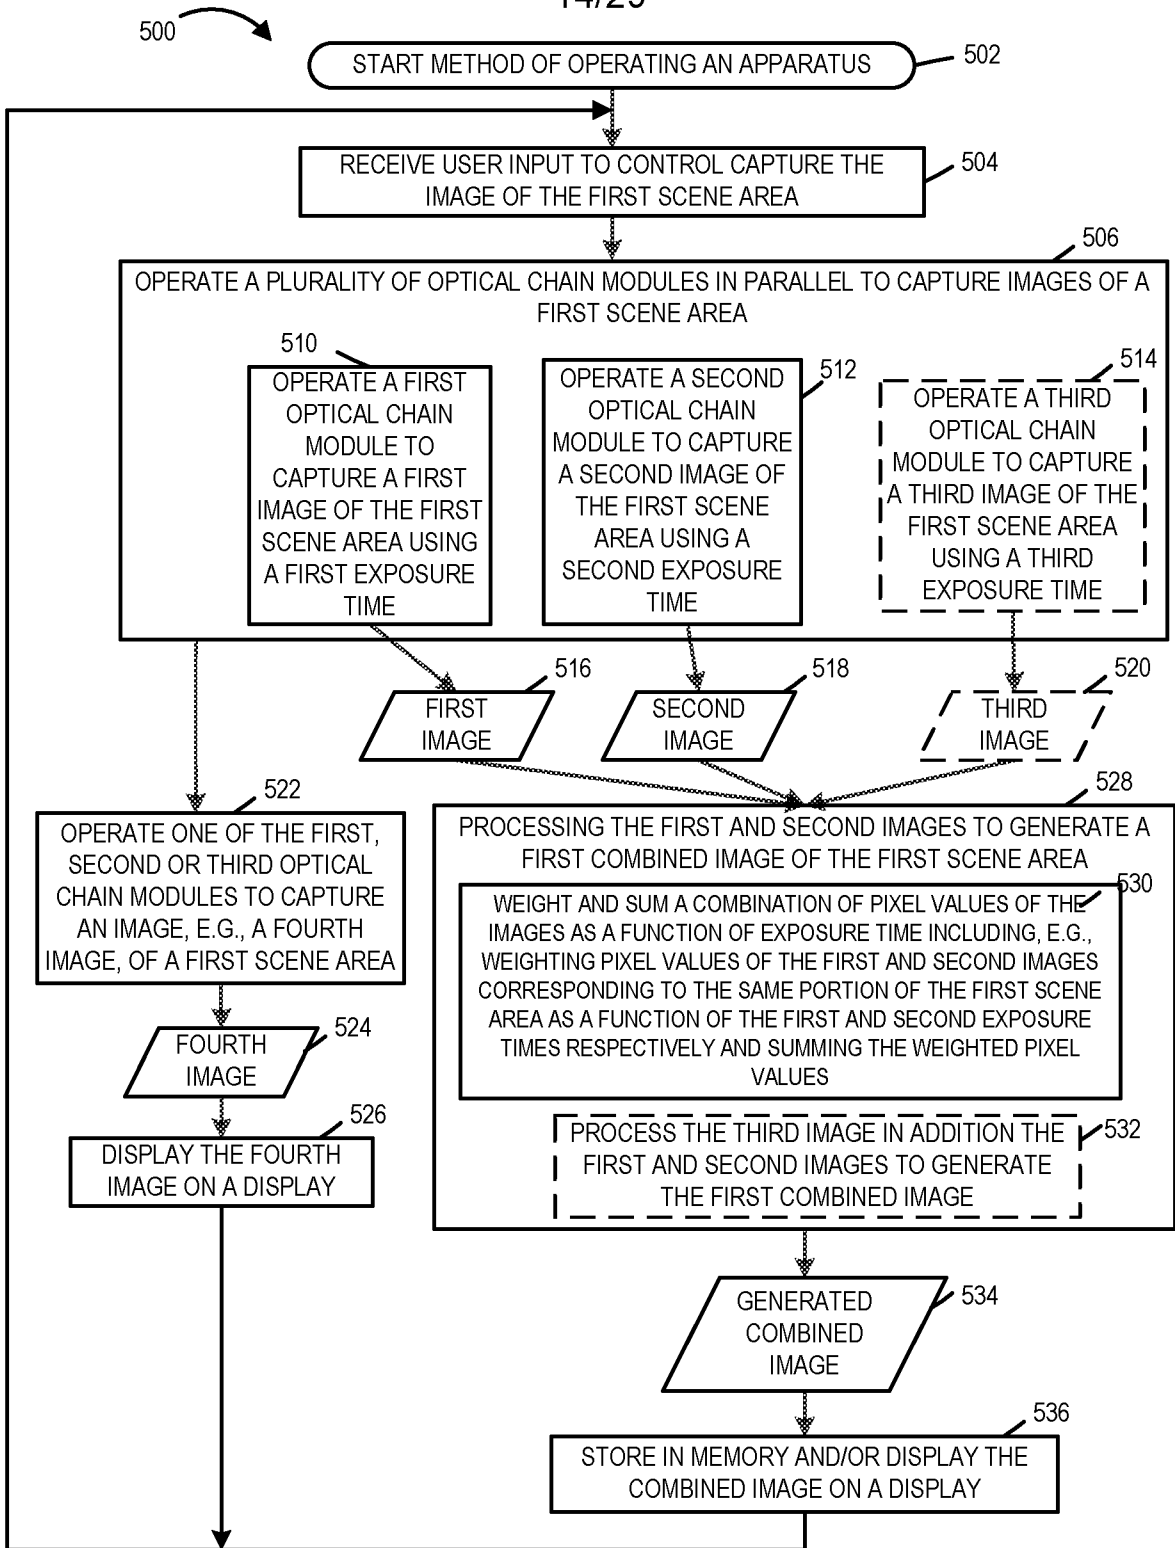 14/29
500
START METHOD OF OPERATING AN APPARATUS
502
RECEIVE USER INPUT TO CONTROL CAPTURE THE
IMAGE OF THE FIRST SCENE AREA
504
506
OPERATE A PLURALITY OF OPTICAL CHAIN MODULES IN PARALLEL TO CAPTURE IMAGES OF A
FIRST SCENE AREA
510
OPERATE A FIRST
OPTICAL CHAIN
MODULE TO
CAPTURE A FIRST
IMAGE OF THE FIRST
SCENE AREA USING
A FIRST EXPOSURE
TIME
512
OPERATE A SECOND
OPTICAL CHAIN
MODULE TO CAPTURE
A SECOND IMAGE OF
THE FIRST SCENE
AREA USING A
SECOND EXPOSURE
TIME
514
OPERATE A THIRD
OPTICAL CHAIN
MODULE TO CAPTURE
A THIRD IMAGE OF THE
FIRST SCENE AREA
USING A THIRD
EXPOSURE TIME
516
FIRST
IMAGE
518
SECOND
IMAGE
520
THIRD
IMAGE
522
OPERATE ONE OF THE FIRST,
SECOND OR THIRD OPTICAL
CHAIN MODULES TO CAPTURE
AN IMAGE, E.G., A FOURTH
IMAGE, OF A FIRST SCENE AREA
524
FOURTH
IMAGE
526
DISPLAY THE FOURTH
IMAGE ON A DISPLAY
528
PROCESSING THE FIRST AND SECOND IMAGES TO GENERATE A
FIRST COMBINED IMAGE OF THE FIRST SCENE AREA
530
WEIGHT AND SUM A COMBINATION OF PIXEL VALUES OF THE
IMAGES AS A FUNCTION OF EXPOSURE TIME INCLUDING, E.G.,
WEIGHTING PIXEL VALUES OF THE FIRST AND SECOND IMAGES
CORRESPONDING TO THE SAME PORTION OF THE FIRST SCENE
AREA AS A FUNCTION OF THE FIRST AND SECOND EXPOSURE
TIMES RESPECTIVELY AND SUMMING THE WEIGHTED PIXEL
VALUES
532
PROCESS THE THIRD IMAGE IN ADDITION THE
FIRST AND SECOND IMAGES TO GENERATE
THE FIRST COMBINED IMAGE
534
GENERATED
COMBINED
IMAGE
536
STORE IN MEMORY AND/OR DISPLAY THE
COMBINED IMAGE ON A DISPLAY